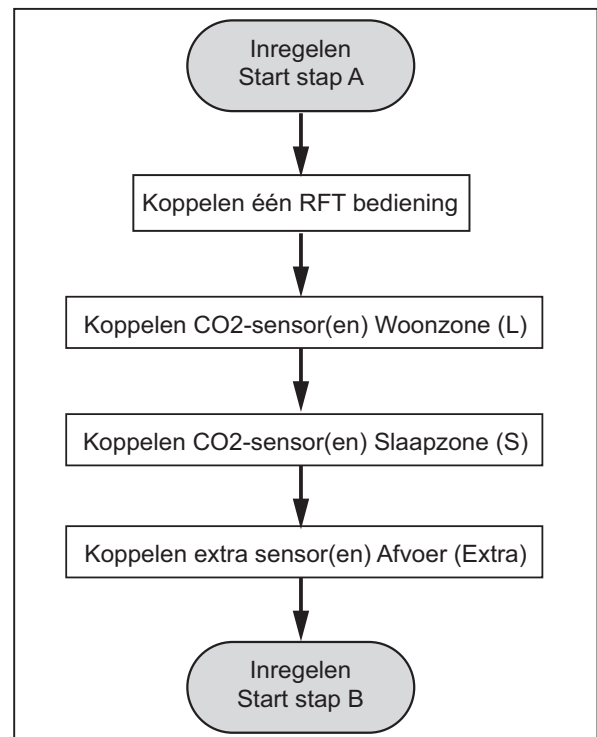 Inregelen
Start stap A
Koppelen één RFT bediening
Koppelen CO2-sensor(en) Woonzone (L)
Koppelen CO2-sensor(en) Slaapzone (S)
Koppelen extra sensor(en) Afvoer (Extra)
Inregelen
Start stap B